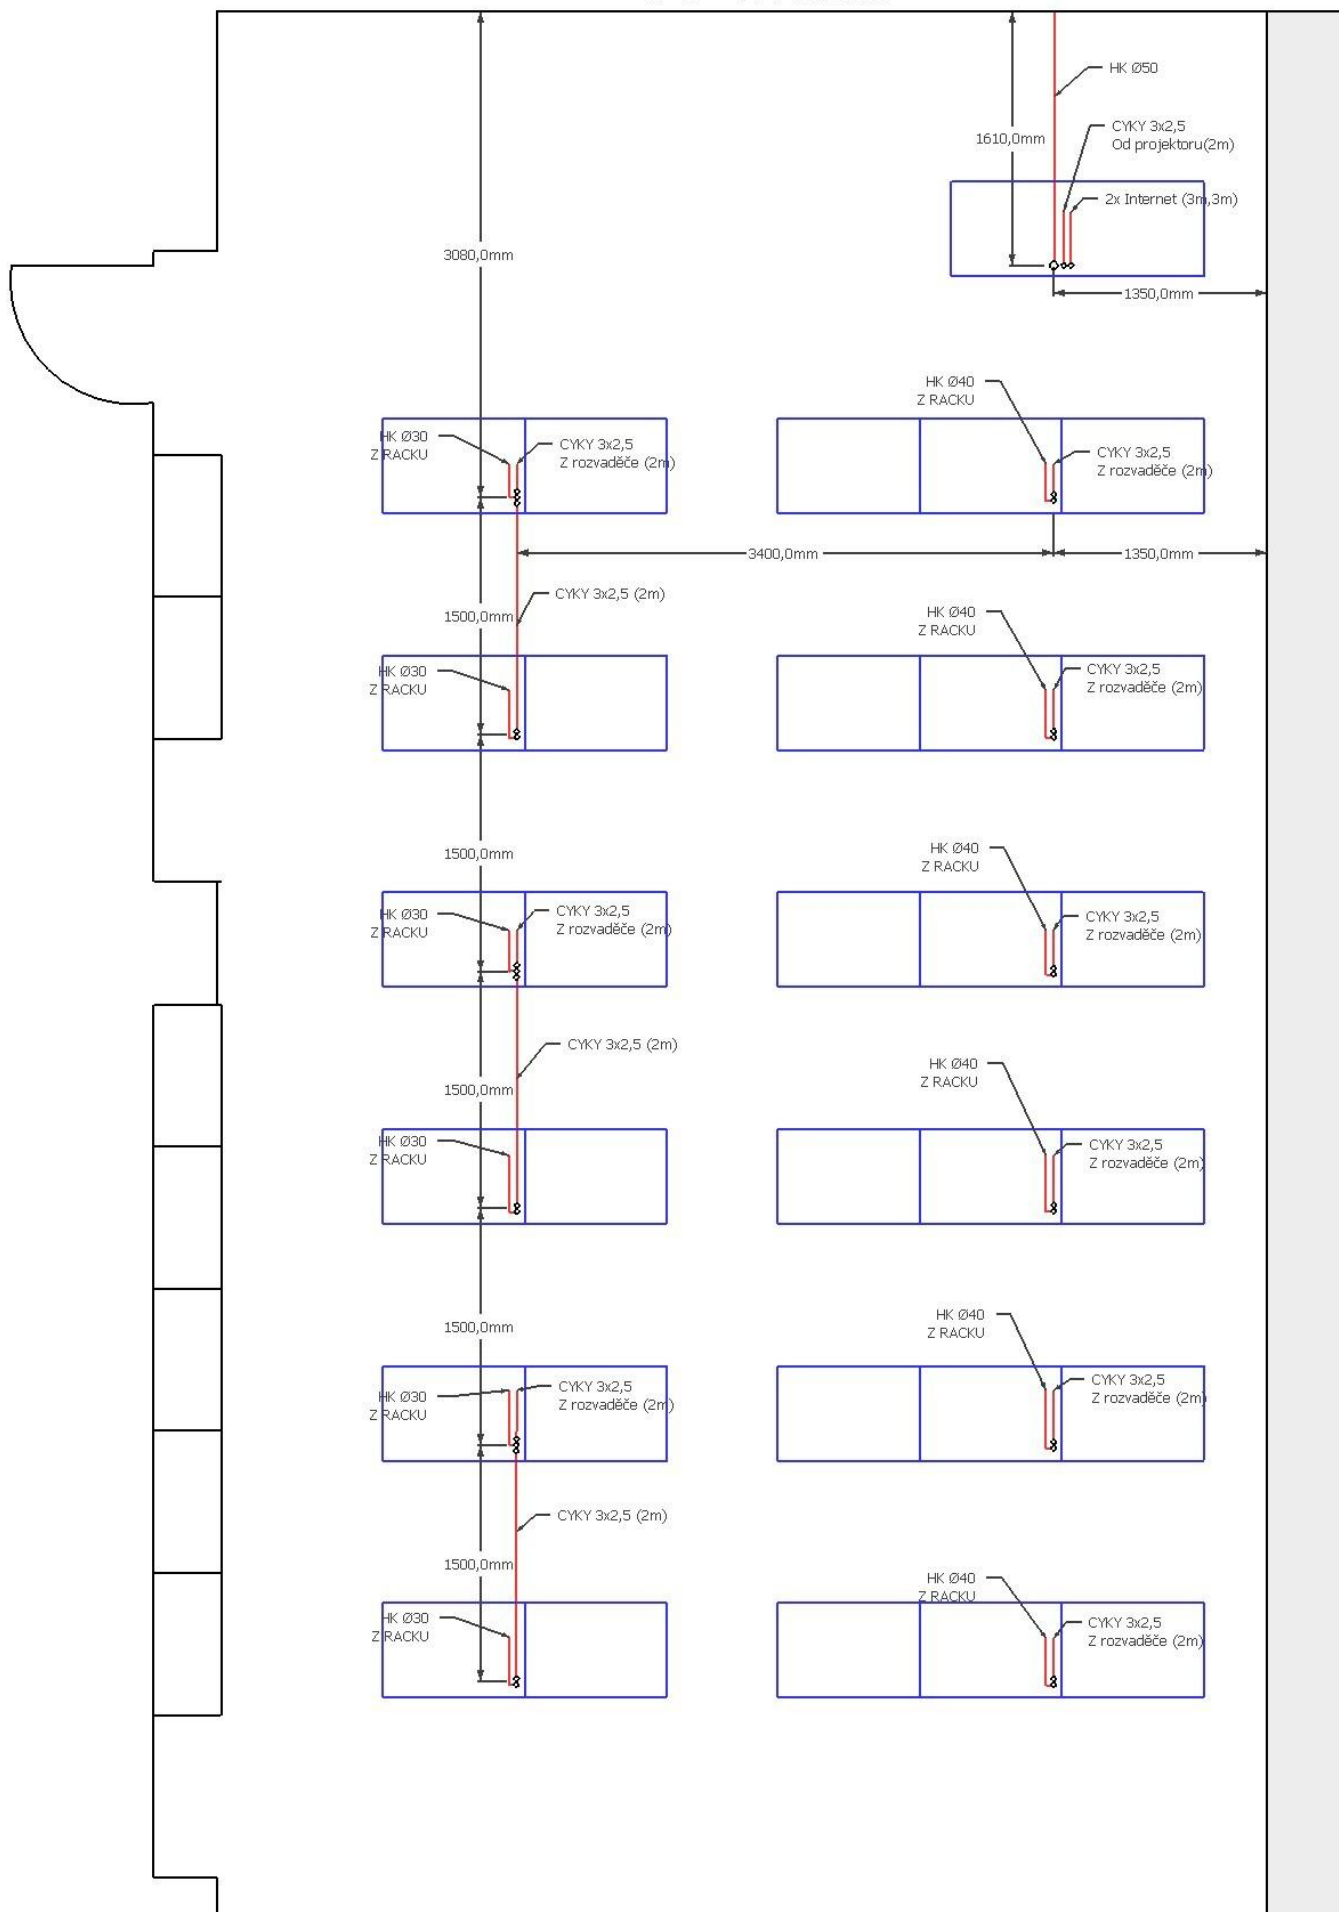 HK Ø50
CYKY 3x2,5
Od projektoru(2m)
1610,0mm
2x Internet (3m,3m)
3080,0mm
1350,0mm
HK Ø30
Z RACKU
CYKY 3x2,5
Z rozvaděče (2m)
HK Ø40
Z RACKU
CYKY 3x2,5
Z rozvaděče (2m)
3400,0mm
1350,0mm
CYKY 3x2,5 (2m)
1500,0mm
HK Ø30
Z RACKU
HK Ø40
Z RACKU
CYKY 3x2,5
Z rozvaděče (2m)
1500,0mm
HK Ø30
Z RACKU
CYKY 3x2,5
Z rozvaděče (2m)
HK Ø40
Z RACKU
CYKY 3x2,5
Z rozvaděče (2m)
CYKY 3x2,5 (2m)
1500,0mm
HK Ø30
Z RACKU
HK Ø40
Z RACKU
CYKY 3x2,5
Z rozvaděče (2m)
1500,0mm
HK Ø30
Z RACKU
CYKY 3x2,5
Z rozvaděče (2m)
HK Ø40
Z RACKU
CYKY 3x2,5
Z rozvaděče (2m)
CYKY 3x2,5 (2m)
1500,0mm
HK Ø30
Z RACKU
HK Ø40
Z RACKU
CYKY 3x2,5
Z rozvaděče (2m)